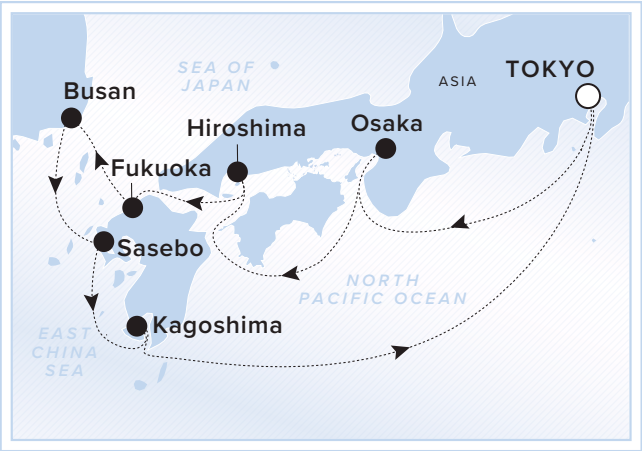 SEA OF
JAPAN
ASIA
TOKYO
Busan
Hiroshima
Osaka
Fukuoka
Sasebo
NORTH
PACIFIC OCEAN
Kagoshima
EAST
CHINA
SEA